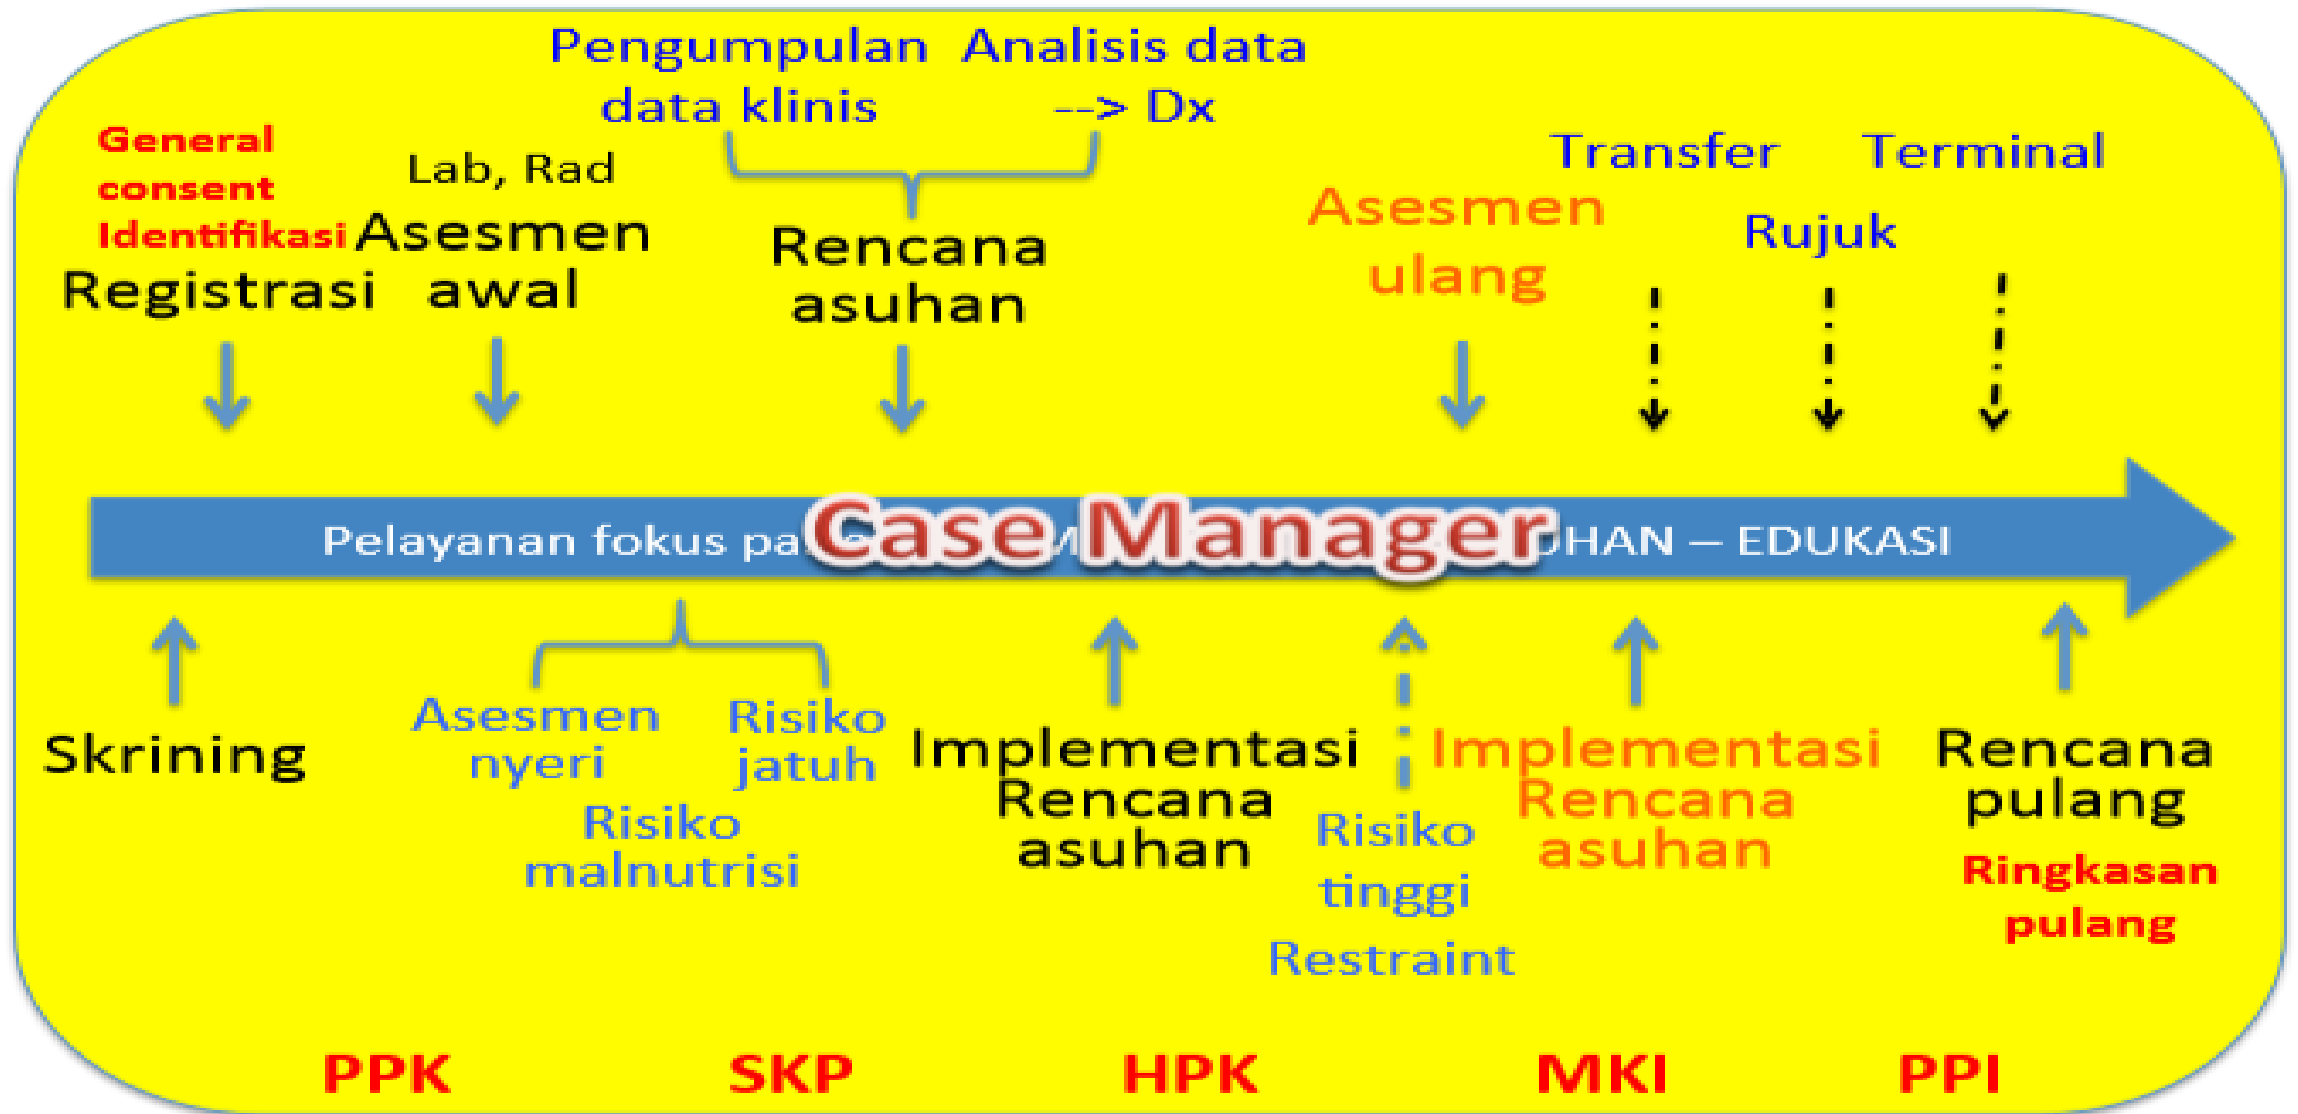 Pengumpulan
data klinis
Analisis data
--> Dx
General
consent
Identifikasi
Registrasi
Lab, Rad
Asesmen
awal
Rencana
asuhan
Asesmen
ulang
Transfer
Rujuk
Terminal
Pelayanan fokus
Case Manager
– EDUKASI
Skrining
Asesmen
nyeri
Risiko
jatuh
Risiko
malnutrisi
Implementasi
Rencana
asuhan
Risiko
tinggi
Restraint
Implementasi
Rencana
asuhan
Rencana
pulang
Ringkasan
pulang
PPK SKP HPK MKI PPI